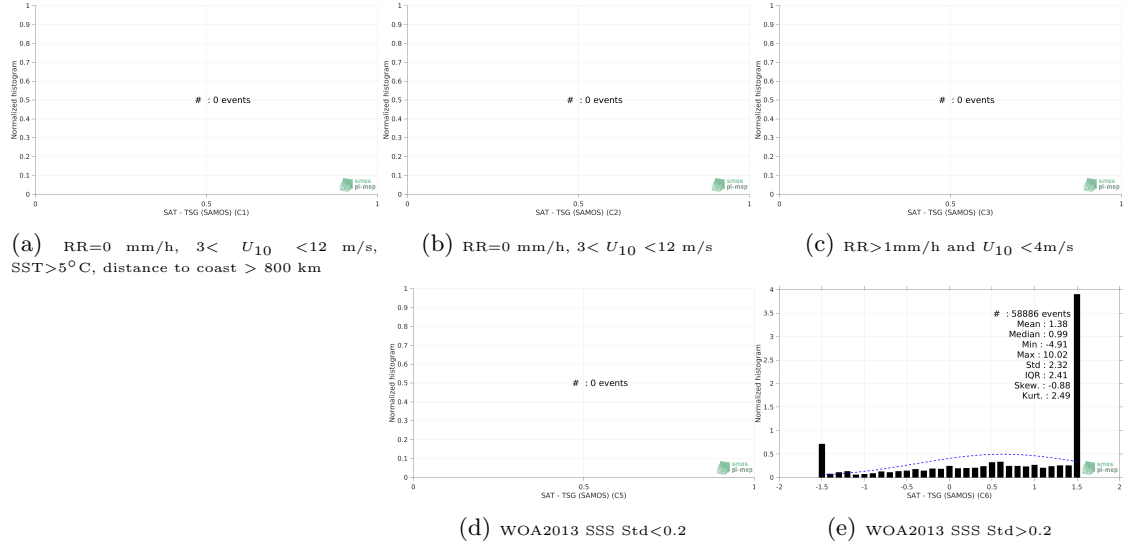 1
0.9
0.8
0.7
0.6
0.5
0.4
0.3
0.2
0.1
0
Normalized histogram
# : 0 events
smos
pi-mep
0 0.5 1
SAT - TSG (SAMOS) (C1)
(a) RR=0 mm/h, 3< U10 <12 m/s,
SST>5°C, distance to coast > 800 km
1
0.9
0.8
0.7
0.6
0.5
0.4
0.3
0.2
0.1
0
Normalized histogram
# : 0 events
smos
pi-mep
0 0.5 1
SAT - TSG (SAMOS) (C2)
(b) RR=0 mm/h, 3< U10 <12 m/s
1
0.9
0.8
0.7
0.6
0.5
0.4
0.3
0.2
0.1
0
Normalized histogram
# : 0 events
smos
pi-mep
0 0.5 1
SAT - TSG (SAMOS) (C3)
(c) RR>1mm/h and U10 <4m/s
1
0.9
0.8
0.7
0.6
0.5
0.4
0.3
0.2
0.1
0
Normalized histogram
# : 0 events
smos
pi-mep
0 0.5 1
SAT - TSG (SAMOS) (C5)
(d) WOA2013 SSS Std<0.2
4
3.5
3
2.5
2
1.5
1
0.5
0
Normalized histogram
# : 58886 events
Mean : 1.38
Median : 0.99
Min : -4.91
Max : 10.02
Std : 2.32
IQR : 2.41
Skew. : -0.88
Kurt. : 2.49
smos
pi-mep
-2 -1.5 -1 -0.5 0 0.5 1 1.5 2
SAT - TSG (SAMOS) (C6)
(e) WOA2013 SSS Std>0.2